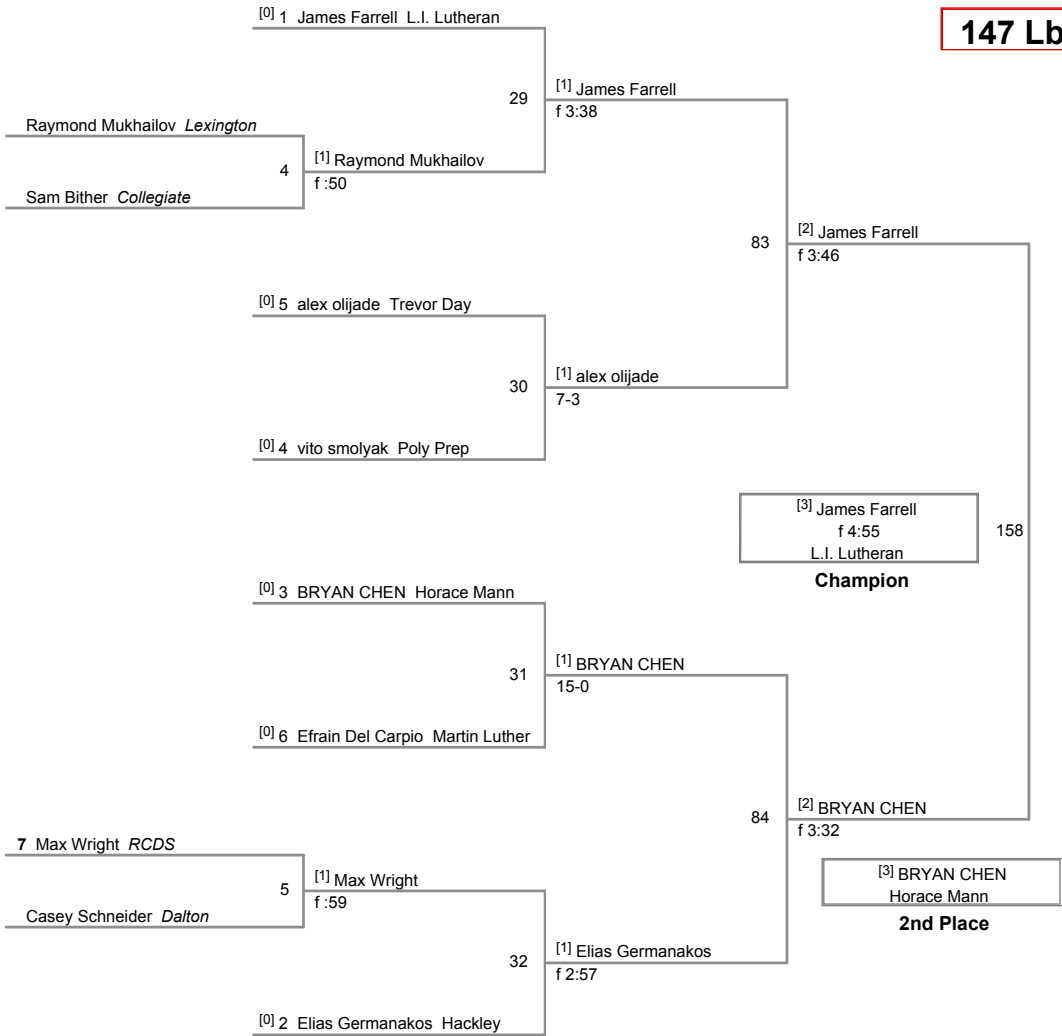 [0] 1 James Farrell L.I. Lutheran
147 Lb
29
[1] James Farrell
f 3:38
Raymond Mukhailov Lexington
4
[1] Raymond Mukhailov
f :50
Sam Bither Collegiate
83
[2] James Farrell
f 3:46
[0] 5 alex olijade Trevor Day
30
[1] alex olijade
7-3
[0] 4 vito smolyak Poly Prep
[3] James Farrell
f 4:55
L.I. Lutheran
158
Champion
[0] 3 BRYAN CHEN Horace Mann
31
[1] BRYAN CHEN
15-0
[0] 6 Efrain Del Carpio Martin Luther
84
[2] BRYAN CHEN
f 3:32
7 Max Wright RCDS
5
[1] Max Wright
f :59
Casey Schneider Dalton
[3] BRYAN CHEN
Horace Mann
2nd Place
32
[1] Elias Germanakos
f 2:57
[0] 2 Elias Germanakos Hackley